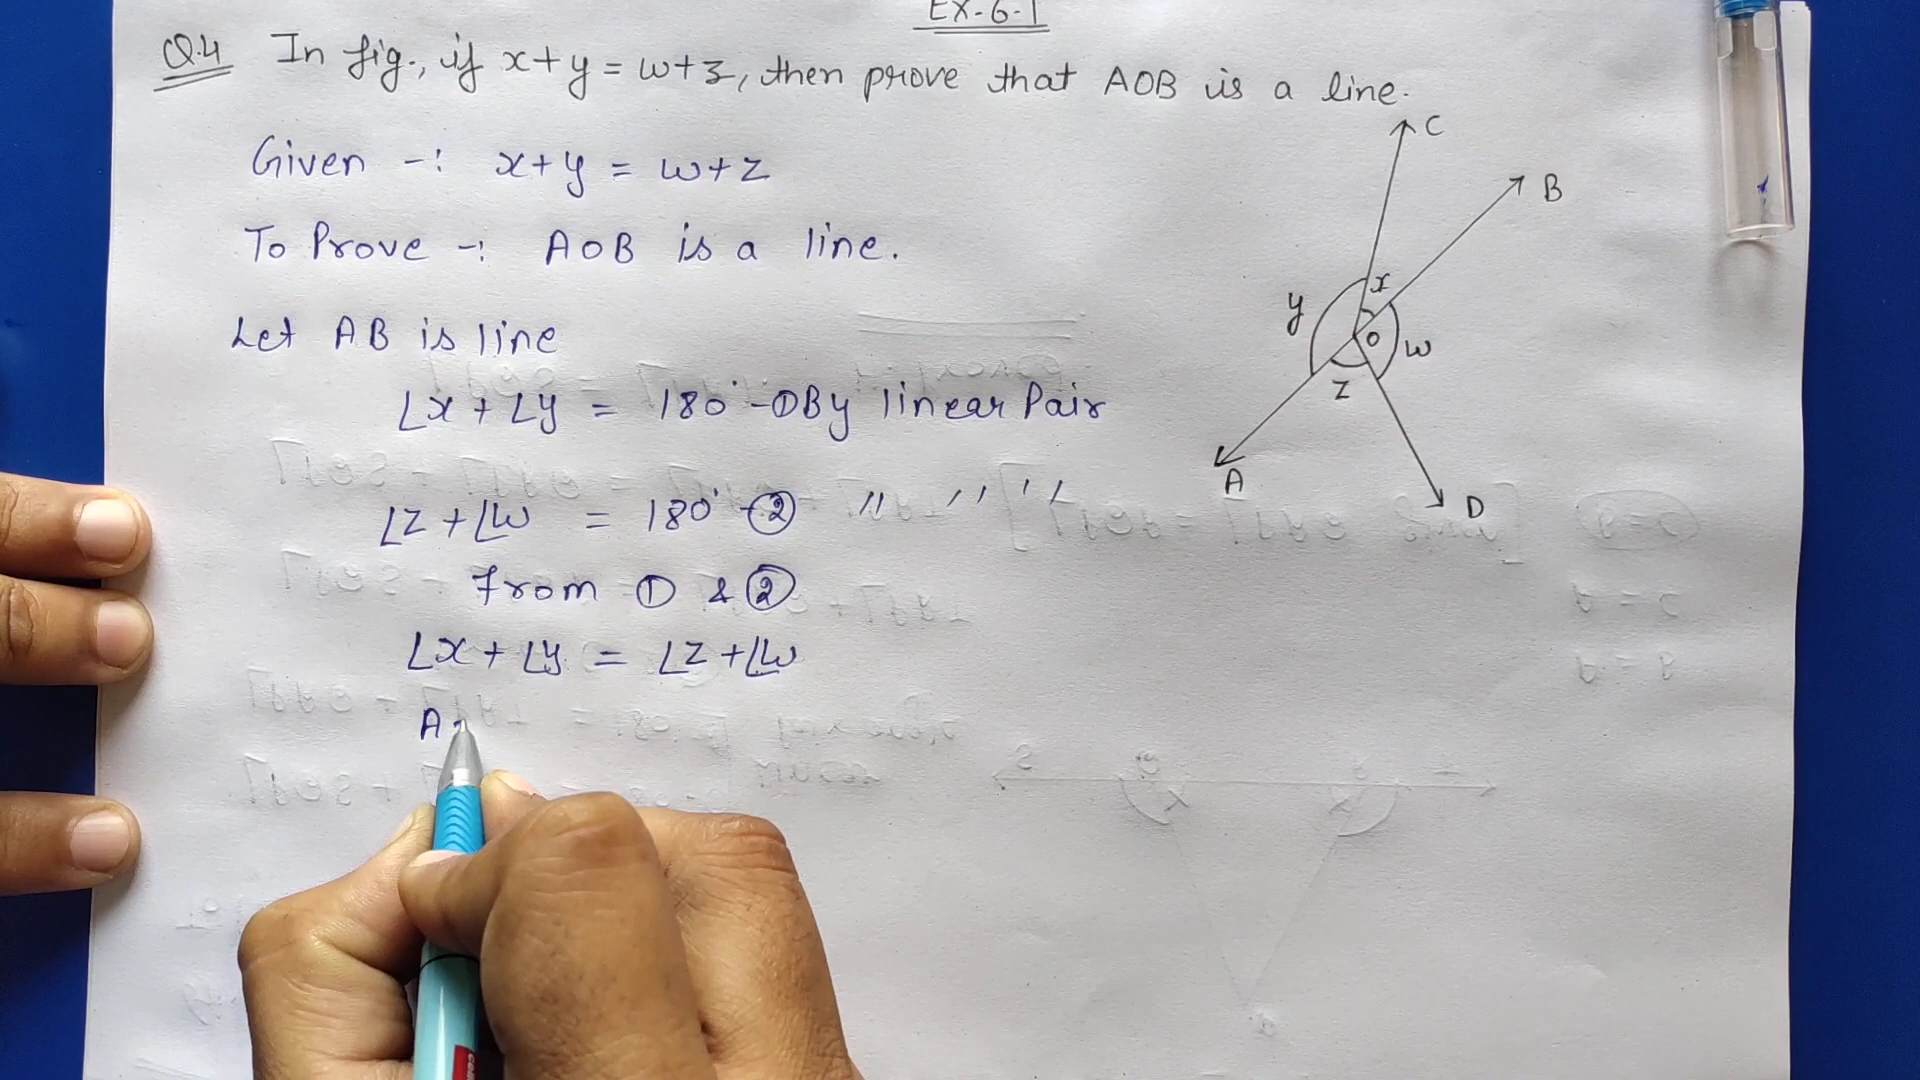 EX-6-1
Q.4 In fig., if x+y = w+z, then prove that AOB is a line.
Given -: x+y = w+z
To Prove -: AOB is a line.
Let AB is line
∠x + ∠y = 180° -① By linear Pair
∠z + ∠w = 180° -② " " " "
From ① & ②
∠x + ∠y = ∠z + ∠w
A
C
B
x
y
O
w
z
A
D